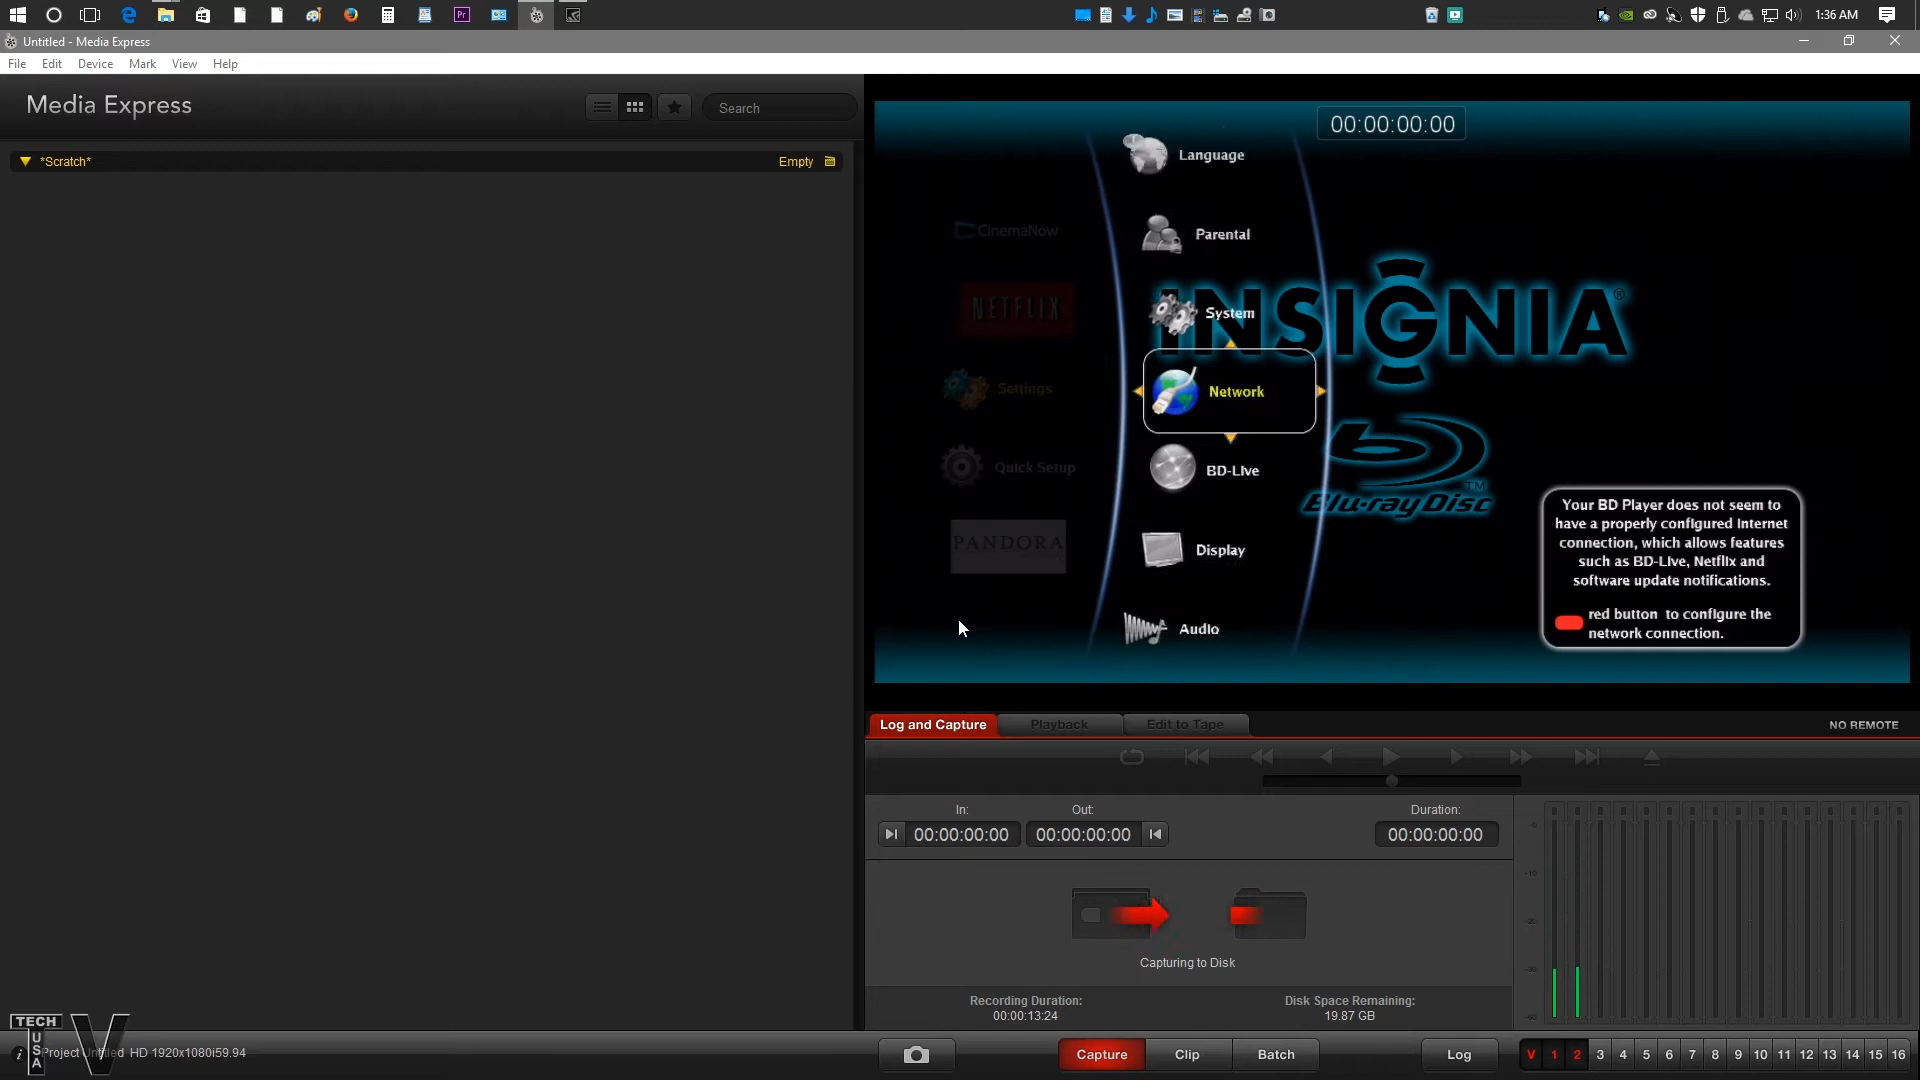 1:36 AM
Untitled - Media Express
File Edit Device Mark View Help
Media Express
Search
*Scratch*
Empty
00:00:00:00
Language
Parental
System
Network
BD-Live
Display
Audio
CinemaNow
NETFLIX
Settings
Quick Setup
PANDORA
INSIGNIA®
Blu-ray Disc™
Your BD Player does not seem to
have a properly configured Internet
connection, which allows features
such as BD-Live, Netflix and
software update notifications.
red button to configure the
network connection.
Log and Capture
Playback
Edit to Tape
NO REMOTE
In:
Out:
Duration:
00:00:00:00
00:00:00:00
00:00:00:00
Capturing to Disk
Recording Duration:
00:00:13:24
Disk Space Remaining:
19.87 GB
TECH
USA
TV
Project Untitled HD 1920x1080i59.94
Capture
Clip
Batch
Log
V 1 2 3 4 5 6 7 8 9 10 11 12 13 14 15 16